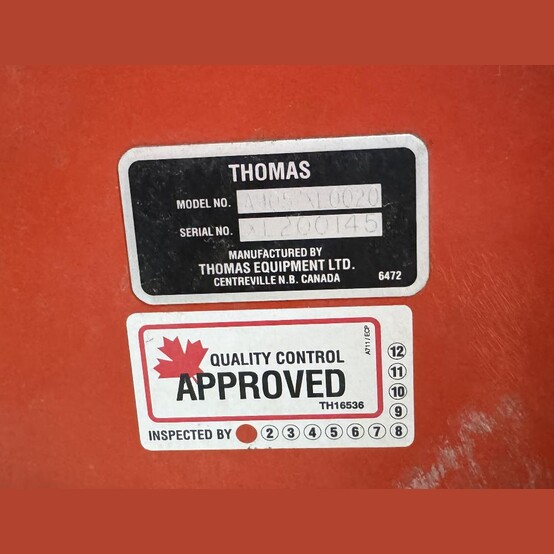 THOMAS
MODEL NO.
SERIAL NO. XL200145
MANUFACTURED BY
THOMAS EQUIPMENT LTD.
CENTREVILLE N.B. CANADA 6472
QUALITY CONTROL
APPROVED
TH16536
A711/ECP
12
11
10
9
INSPECTED BY 2 3 4 5 6 7 8